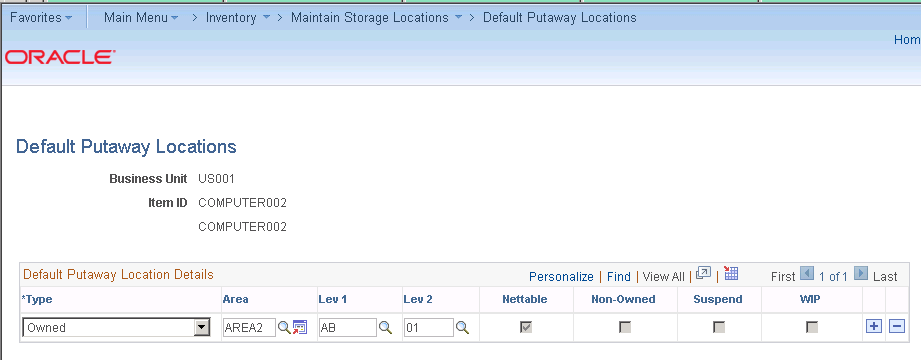 Favorites Main Menu > Inventory > Maintain Storage Locations > Default Putaway Locations
Hom
ORACLE
Default Putaway Locations
Business Unit US001
Item ID COMPUTER002
COMPUTER002
Default Putaway Location Details Personalize | Find | View All | | First 1 of 1 Last
*Type Area Lev 1 Lev 2 Nettable Non-Owned Suspend WIP
Owned AREA2 AB 01